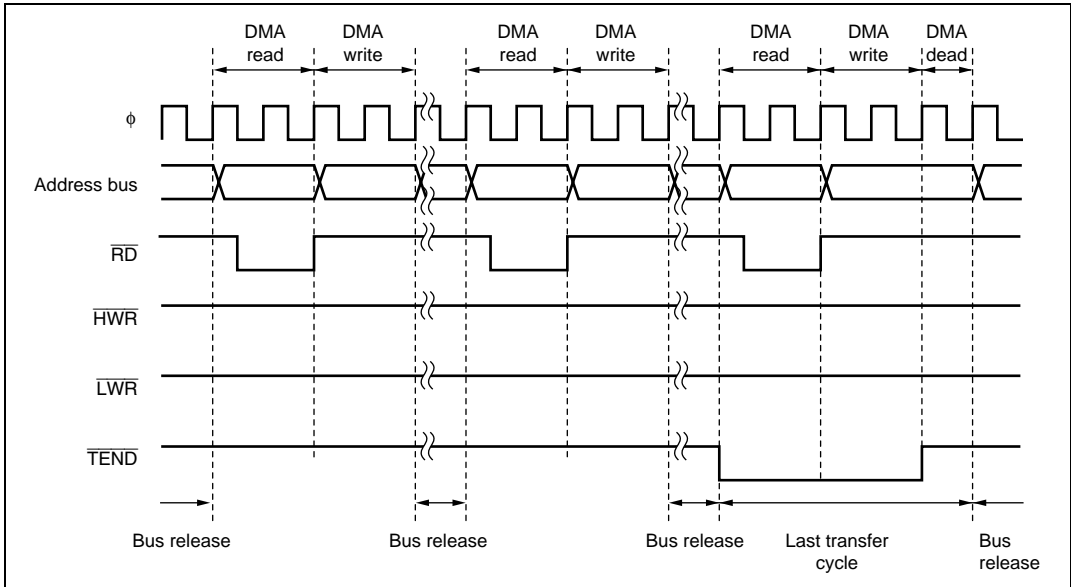 DMA read
DMA write
DMA read
DMA write
DMA read
DMA write
DMA dead
ϕ
Address bus
RD
HWR
LWR
TEND
Bus release
Bus release
Bus release
Last transfer cycle
Bus release